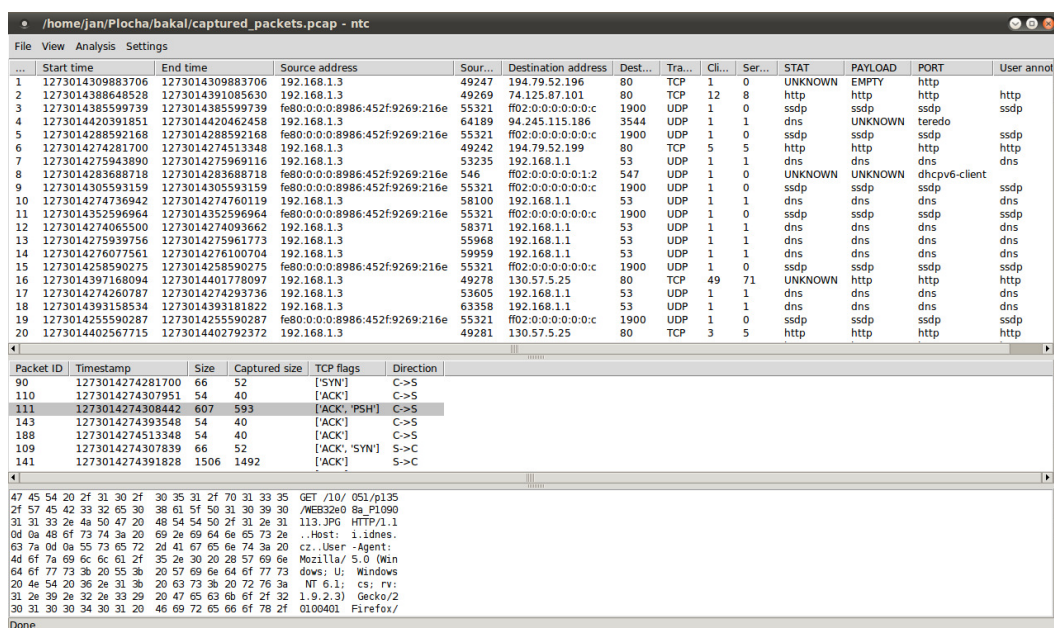 /home/jan/Plocha/bakal/captured_packets.pcap - ntc
File View Analysis Settings
... Start time End time Source address Sour... Destination address Dest... Tra... Cli... Ser... STAT PAYLOAD PORT User annot
1 1273014309883706 1273014309883706 192.168.1.3 49247 194.79.52.196 80 TCP 1 0 UNKNOWN EMPTY http
2 1273014388648528 1273014391085630 192.168.1.3 49269 74.125.87.101 80 TCP 12 8 http http http http
3 1273014385599739 1273014385599739 fe80:0:0:0:8986:452f:9269:216e 55321 ff02:0:0:0:0:0:0:c 1900 UDP 1 0 ssdp ssdp ssdp ssdp
4 1273014420391851 1273014420462458 192.168.1.3 64189 94.245.115.186 3544 UDP 1 1 dns UNKNOWN teredo
5 1273014288592168 1273014288592168 fe80:0:0:0:8986:452f:9269:216e 55321 ff02:0:0:0:0:0:0:c 1900 UDP 1 0 ssdp ssdp ssdp ssdp
6 1273014274281700 1273014274513348 192.168.1.3 49242 194.79.52.199 80 TCP 5 5 http http http http
7 1273014275943890 1273014275969116 192.168.1.3 53235 192.168.1.1 53 UDP 1 1 dns dns dns dns
8 1273014283688718 1273014283688718 fe80:0:0:0:8986:452f:9269:216e 546 ff02:0:0:0:0:0:1:2 547 UDP 1 0 UNKNOWN UNKNOWN dhcpv6-client
9 1273014305593159 1273014305593159 fe80:0:0:0:8986:452f:9269:216e 55321 ff02:0:0:0:0:0:0:c 1900 UDP 1 0 ssdp ssdp ssdp ssdp
10 1273014274736942 1273014274760119 192.168.1.3 58100 192.168.1.1 53 UDP 1 1 dns dns dns dns
11 1273014352596964 1273014352596964 fe80:0:0:0:8986:452f:9269:216e 55321 ff02:0:0:0:0:0:0:c 1900 UDP 1 0 ssdp ssdp ssdp ssdp
12 1273014274065500 1273014274093662 192.168.1.3 58371 192.168.1.1 53 UDP 1 1 dns dns dns dns
13 1273014275939756 1273014275961773 192.168.1.3 55968 192.168.1.1 53 UDP 1 1 dns dns dns dns
14 1273014276077561 1273014276100704 192.168.1.3 59959 192.168.1.1 53 UDP 1 1 dns dns dns dns
15 1273014258590275 1273014258590275 fe80:0:0:0:8986:452f:9269:216e 55321 ff02:0:0:0:0:0:0:c 1900 UDP 1 0 ssdp ssdp ssdp ssdp
16 1273014397168094 1273014401778097 192.168.1.3 49278 130.57.5.25 80 TCP 49 71 UNKNOWN http http http
17 1273014274260787 1273014274293736 192.168.1.3 53605 192.168.1.1 53 UDP 1 1 dns dns dns dns
18 1273014393158534 1273014393181822 192.168.1.3 63358 192.168.1.1 53 UDP 1 1 dns dns dns dns
19 1273014255590287 1273014255590287 fe80:0:0:0:8986:452f:9269:216e 55321 ff02:0:0:0:0:0:0:c 1900 UDP 1 0 ssdp ssdp ssdp ssdp
20 1273014402567715 1273014402792372 192.168.1.3 49281 130.57.5.25 80 TCP 3 5 http http http http
Packet ID Timestamp Size Captured size TCP flags Direction
90 1273014274281700 66 52 ['SYN'] C->S
110 1273014274307951 54 40 ['ACK'] C->S
111 1273014274308442 607 593 ['ACK', 'PSH'] C->S
143 1273014274393548 54 40 ['ACK'] C->S
188 1273014274513348 54 40 ['ACK'] C->S
109 1273014274307839 66 52 ['ACK', 'SYN'] S->C
141 1273014274391828 1506 1492 ['ACK'] S->C
47 45 54 20 2f 31 30 2f 30 35 31 2f 70 31 33 35 GET /10/ 051/p135
2f 57 45 42 33 32 65 30 38 61 5f 50 31 30 39 30 /WEB32e0 8a_P1090
31 31 33 2e 4a 50 47 20 48 54 54 50 2f 31 2e 31 113.JPG HTTP/1.1
0d 0a 48 6f 73 74 3a 20 69 2e 69 64 6e 65 73 2e ..Host: i.idnes.
63 7a 0d 0a 55 73 65 72 2d 41 67 65 6e 74 3a 20 cz..User -Agent:
4d 6f 7a 69 6c 6c 61 2f 35 2e 30 20 28 57 69 6e Mozilla/ 5.0 (Win
64 6f 77 73 3b 20 55 3b 20 57 69 6e 64 6f 77 73 dows; U; Windows
20 4e 54 20 36 2e 31 3b 20 63 73 3b 20 72 76 3a NT 6.1; cs; rv:
31 2e 39 2e 32 2e 33 29 20 47 65 63 6b 6f 2f 32 1.9.2.3) Gecko/2
30 31 30 30 34 30 31 20 46 69 72 65 66 6f 78 2f 0100401 Firefox/
Done